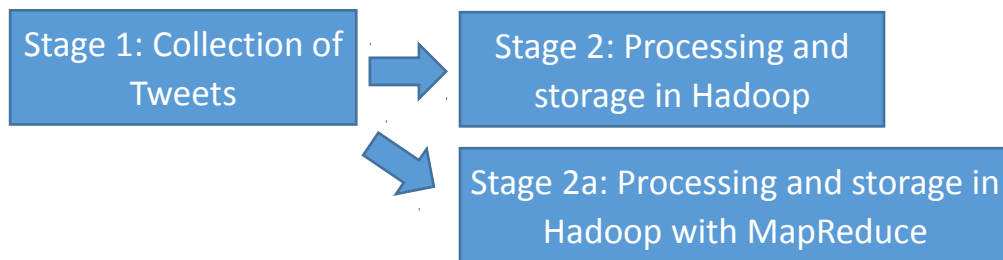 Stage 1: Collection of
Tweets
Stage 2: Processing and
storage in Hadoop
Stage 2a: Processing and storage in
Hadoop with MapReduce